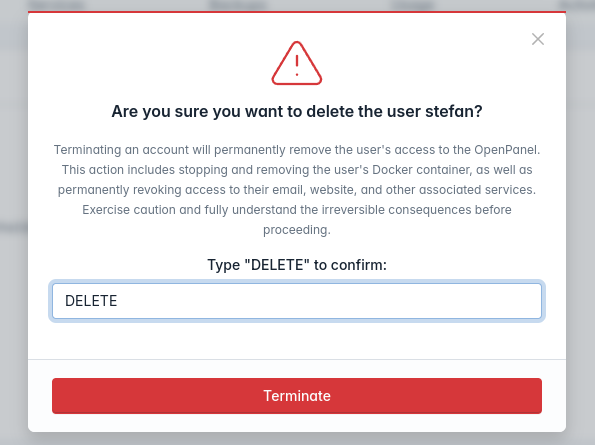 Are you sure you want to delete the user stefan?
Terminating an account will permanently remove the user's access to the OpenPanel.
This action includes stopping and removing the user's Docker container, as well as
permanently revoking access to their email, website, and other associated services.
Exercise caution and fully understand the irreversible consequences before
proceeding.
Type "DELETE" to confirm:
DELETE
Terminate